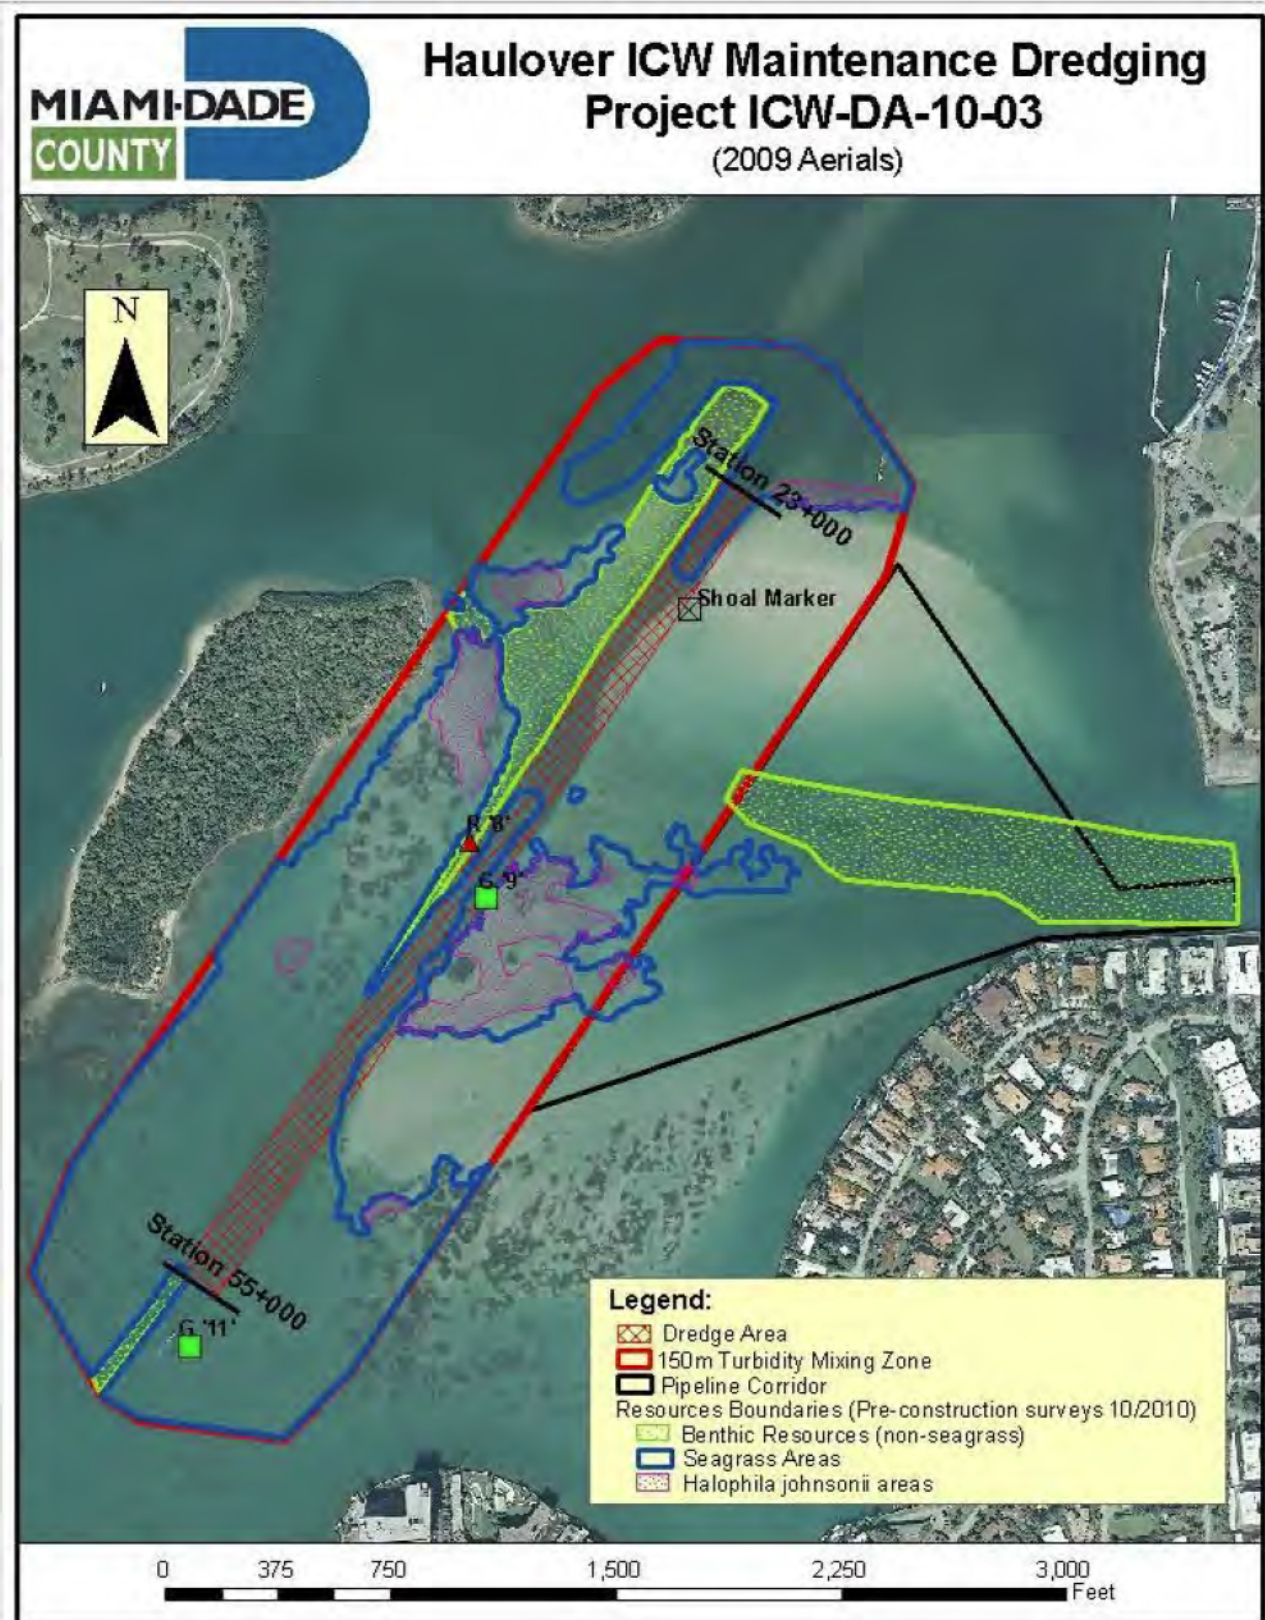 MIAMI-DADE
COUNTY
Haulover ICW Maintenance Dredging
Project ICW-DA-10-03
(2009 Aerials)
N
Station 23+000
Shoal Marker
R '8'
G '9'
Station 55+000
G '11'
Legend:
Dredge Area
150m Turbidity Mixing Zone
Pipeline Corridor
Resources Boundaries (Pre-construction surveys 10/2010)
Benthic Resources (non-seagrass)
Seagrass Areas
Halophila johnsonii areas
0 375 750 1,500 2,250 3,000
Feet